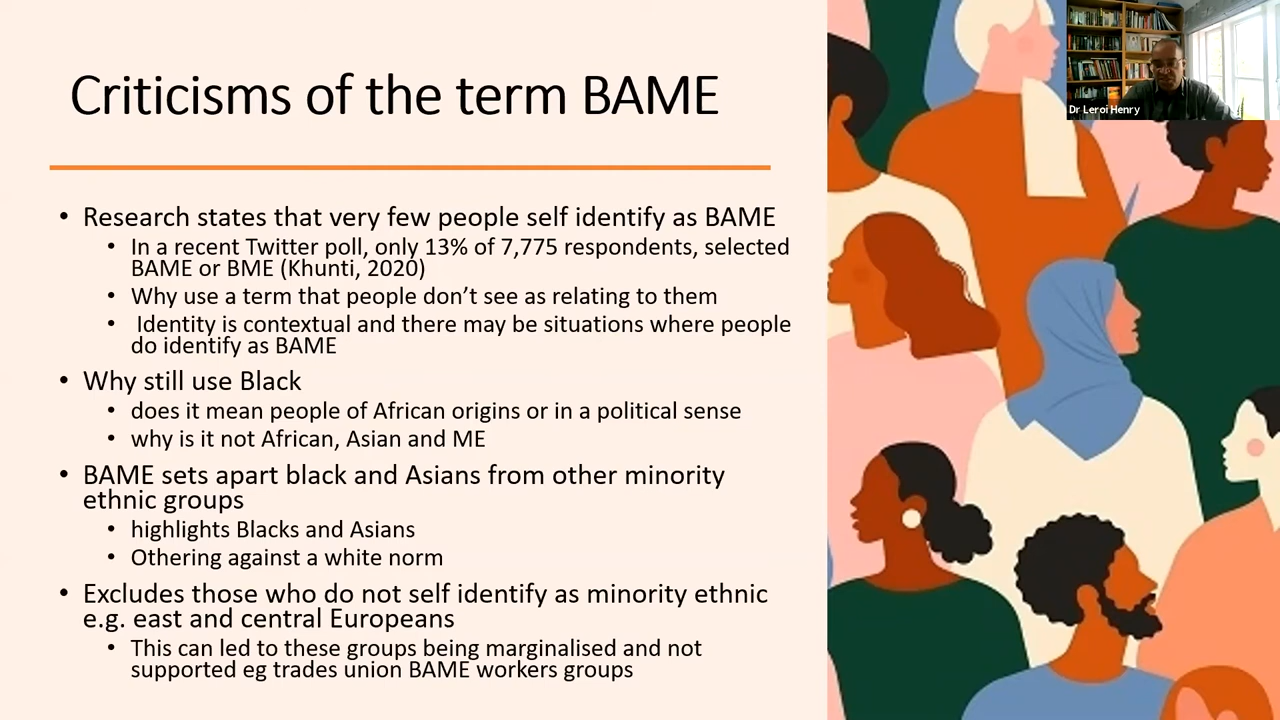 Criticisms of the term BAME
Dr Leroi Henry
• Research states that very few people self identify as BAME
• In a recent Twitter poll, only 13% of 7,775 respondents, selected
BAME or BME (Khunti, 2020)
• Why use a term that people don’t see as relating to them
• Identity is contextual and there may be situations where people
do identify as BAME
• Why still use Black
• does it mean people of African origins or in a political sense
• why is it not African, Asian and ME
• BAME sets apart black and Asians from other minority
ethnic groups
• highlights Blacks and Asians
• Othering against a white norm
• Excludes those who do not self identify as minority ethnic
e.g. east and central Europeans
• This can led to these groups being marginalised and not
supported eg trades union BAME workers groups